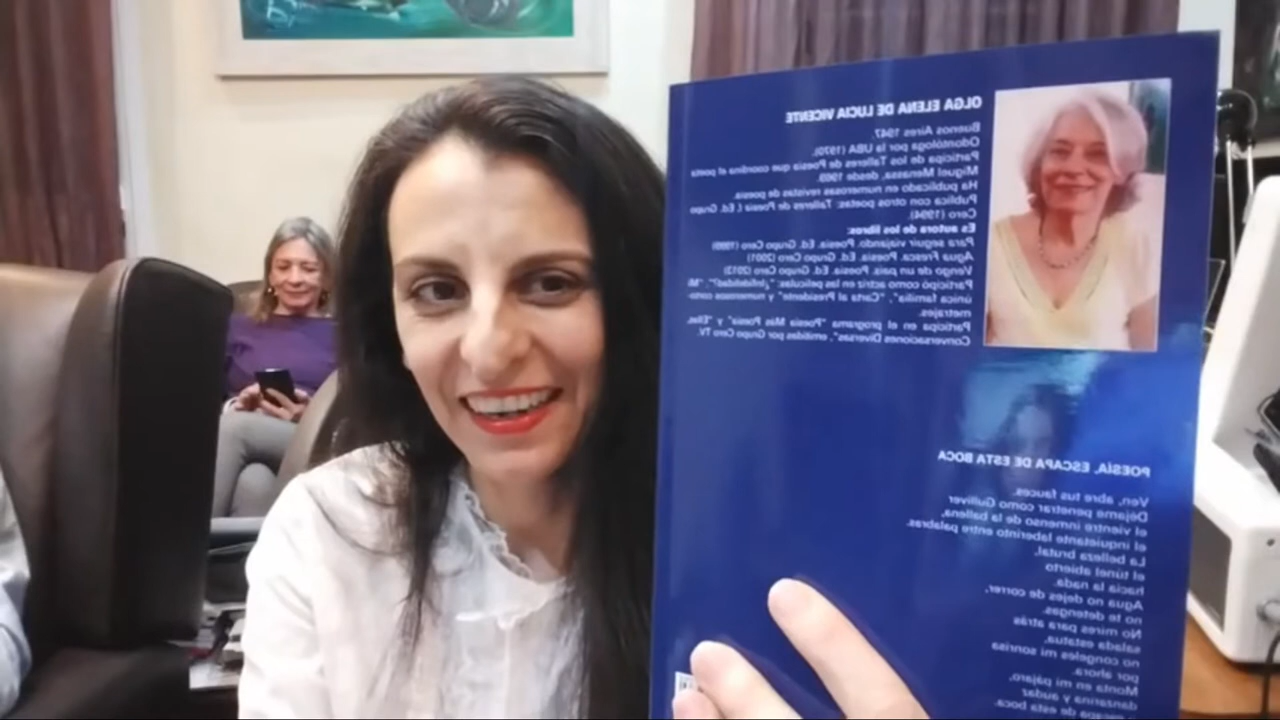 OLGA ELENA DE LUCIA VICENTE
Buenos Aires 1947.
Odontóloga por la UBA (1970).
Participa de los Talleres de Poesía que coordina el poeta
Miguel Menassa, desde 1989.
Ha publicado en numerosas revistas de poesía.
Publica con otros poetas: Talleres de Poesía I. Ed. Grupo
Cero (1994).
Es autora de los libros:
Para seguir viajando. Poesía. Ed. Grupo Cero (1999)
Agua Fresca. Poesía. Ed. Grupo Cero (2001)
Vengo de un país. Poesía. Ed. Grupo Cero (2012)
Participó como actriz en las películas: "¿Infidelidad?", "Mi
única familia", "Carta al Presidente" y numerosos corto-
metrajes.
Participa en el programa "Poesía Más Poesía" y "Ellas,
Conversaciones Diversas", emitidas por Grupo Cero TV.
POESÍA, ESCAPA DE ESTA BOCA
Ven, abre tus fauces.
Déjame penetrar como Gulliver
el vientre inmenso de la ballena,
el inquietante laberinto entre palabras.
La belleza brutal,
el túnel abierto
hacia la nada.
Agua no dejes de correr,
no te detengas.
No mires para atrás
salada estatua,
no congeles mi sonrisa
por ahora.
Monta en mi pájaro,
danzarina y audaz
escapa de esta boca.